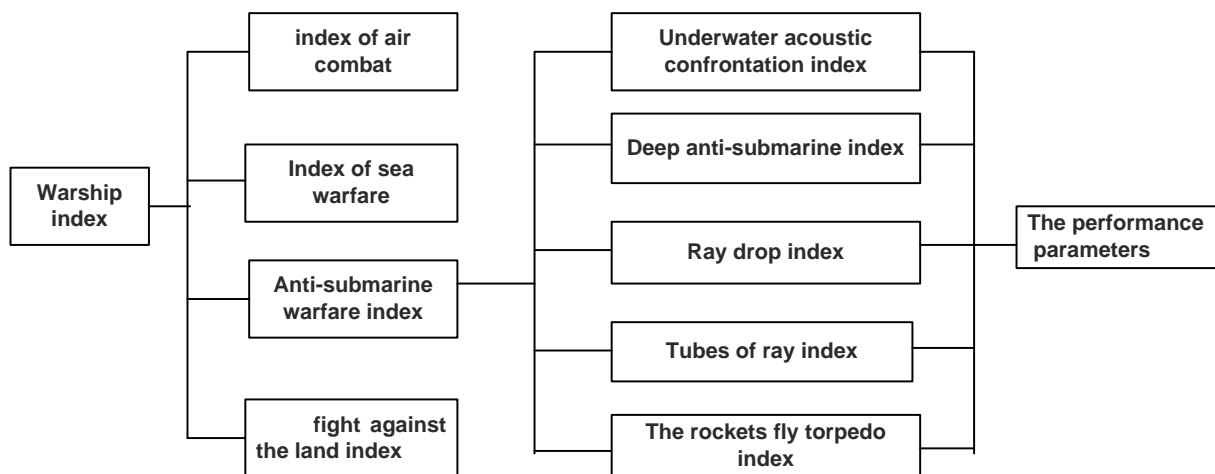 Warship
index
index of air
combat
Index of sea
warfare
Anti-submarine
warfare index
fight against
the land index
Underwater acoustic
confrontation index
Deep anti-submarine index
Ray drop index
Tubes of ray index
The rockets fly torpedo
index
The performance
parameters